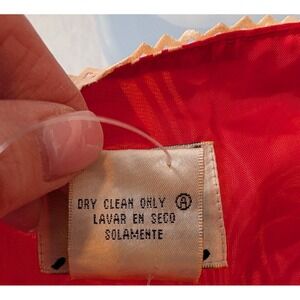 DRY CLEAN ONLY Ⓐ
LAVAR EN SECO
SOLAMENTE